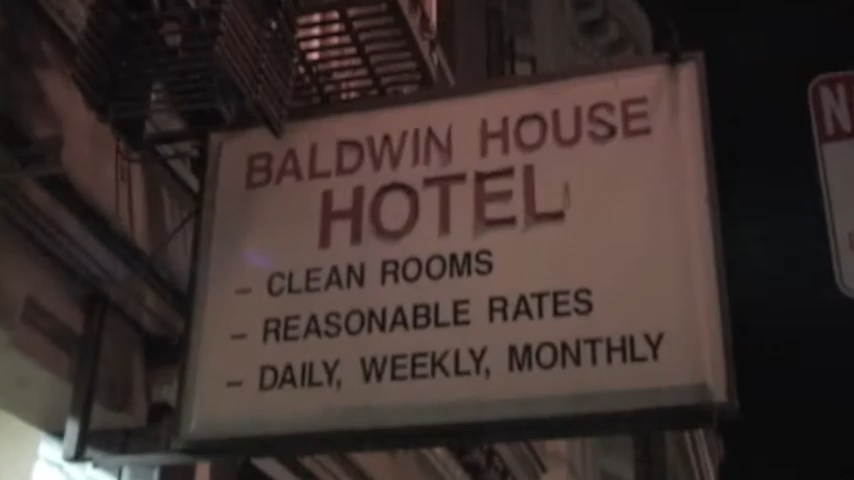 BALDWIN HOUSE
HOTEL
– CLEAN ROOMS
– REASONABLE RATES
– DAILY, WEEKLY, MONTHLY